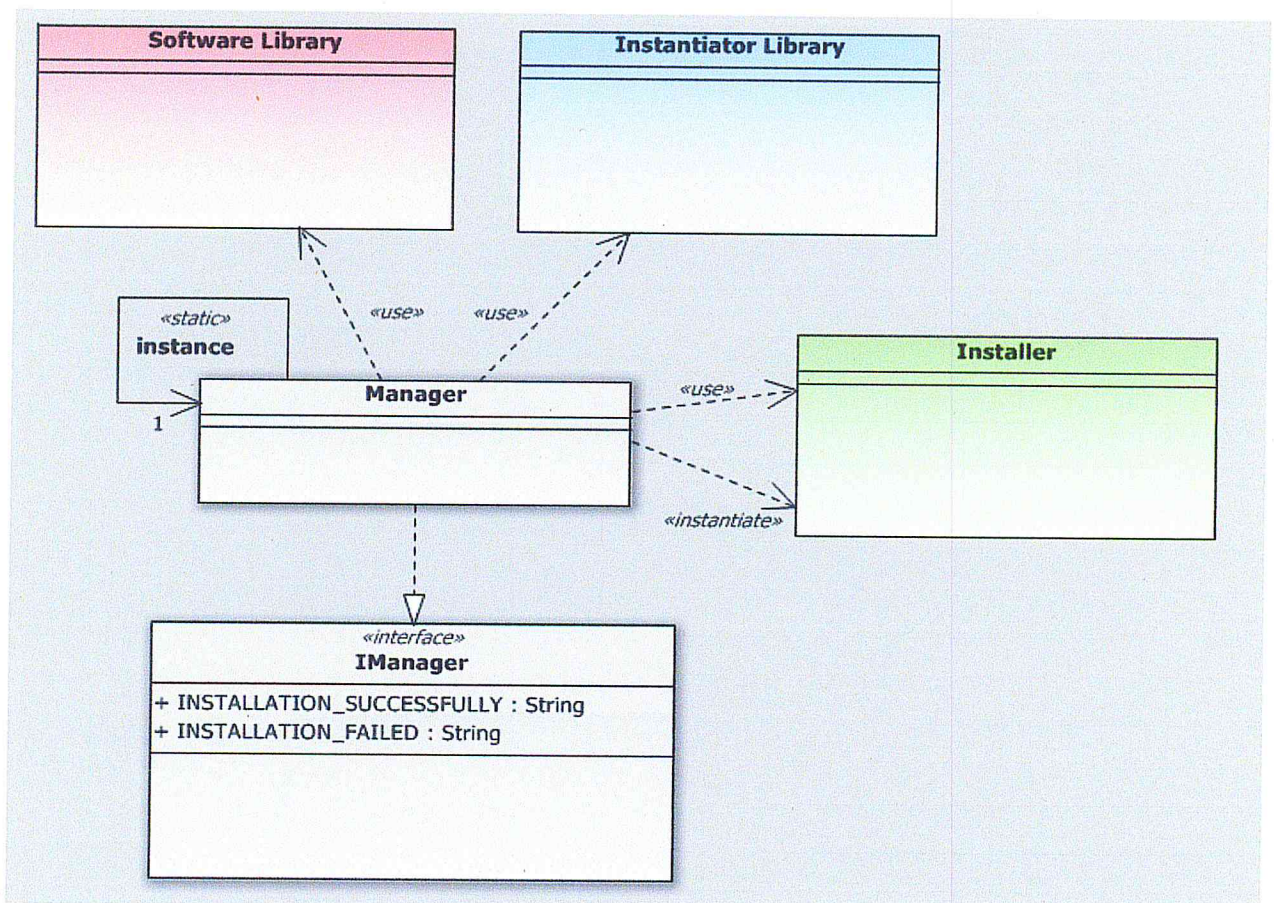 Software Library
Instantiator Library
«static»
instance
«use»
«use»
Installer
Manager
«use»
1
«instantiate»
«interface»
IManager
+ INSTALLATION_SUCCESSFULLY : String
+ INSTALLATION_FAILED : String